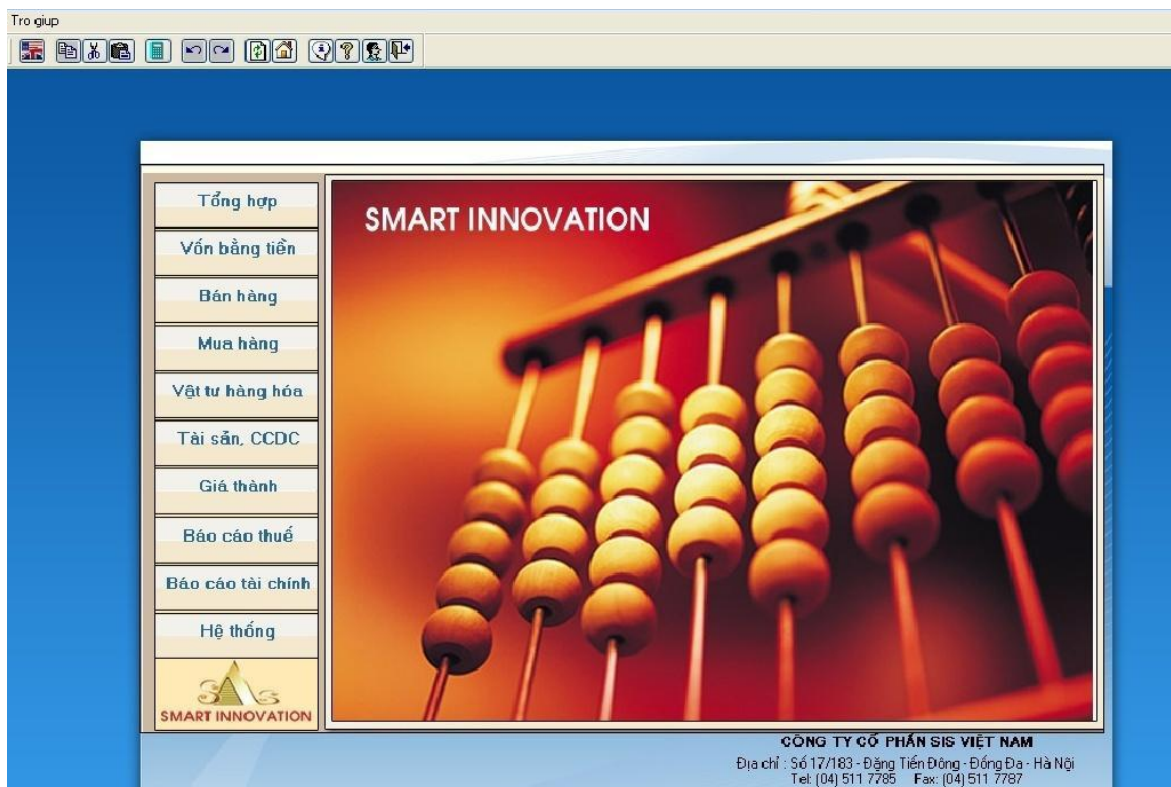 Tro giup
Tổng hợp
Vốn bằng tiền
Bán hàng
Mua hàng
Vật tư hàng hóa
Tài sản, CCDC
Giá thành
Báo cáo thuế
Báo cáo tài chính
Hệ thống
SIS
SMART INNOVATION
SMART INNOVATION
CÔNG TY CỔ PHẦN SIS VIỆT NAM
Địa chỉ : Số 17/183 - Đặng Tiến Đông - Đống Đa - Hà Nội
Tel: (04) 511 7785 Fax: (04) 511 7787